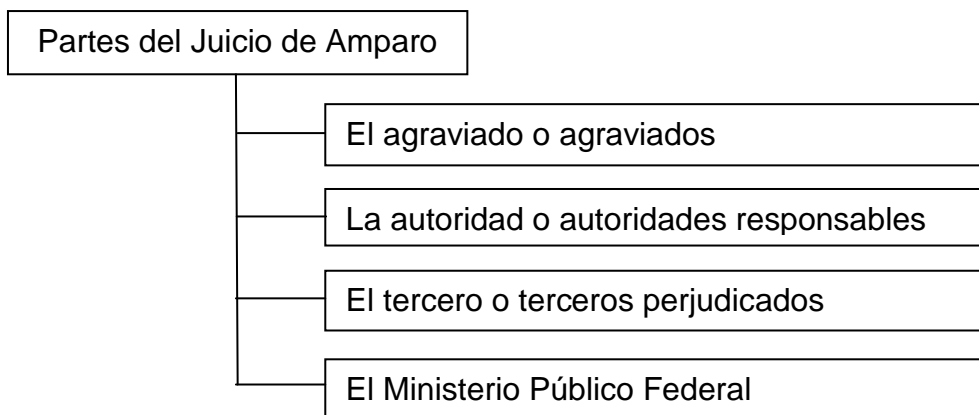 Partes del Juicio de Amparo
El agraviado o agraviados
La autoridad o autoridades responsables
El tercero o terceros perjudicados
El Ministerio Público Federal